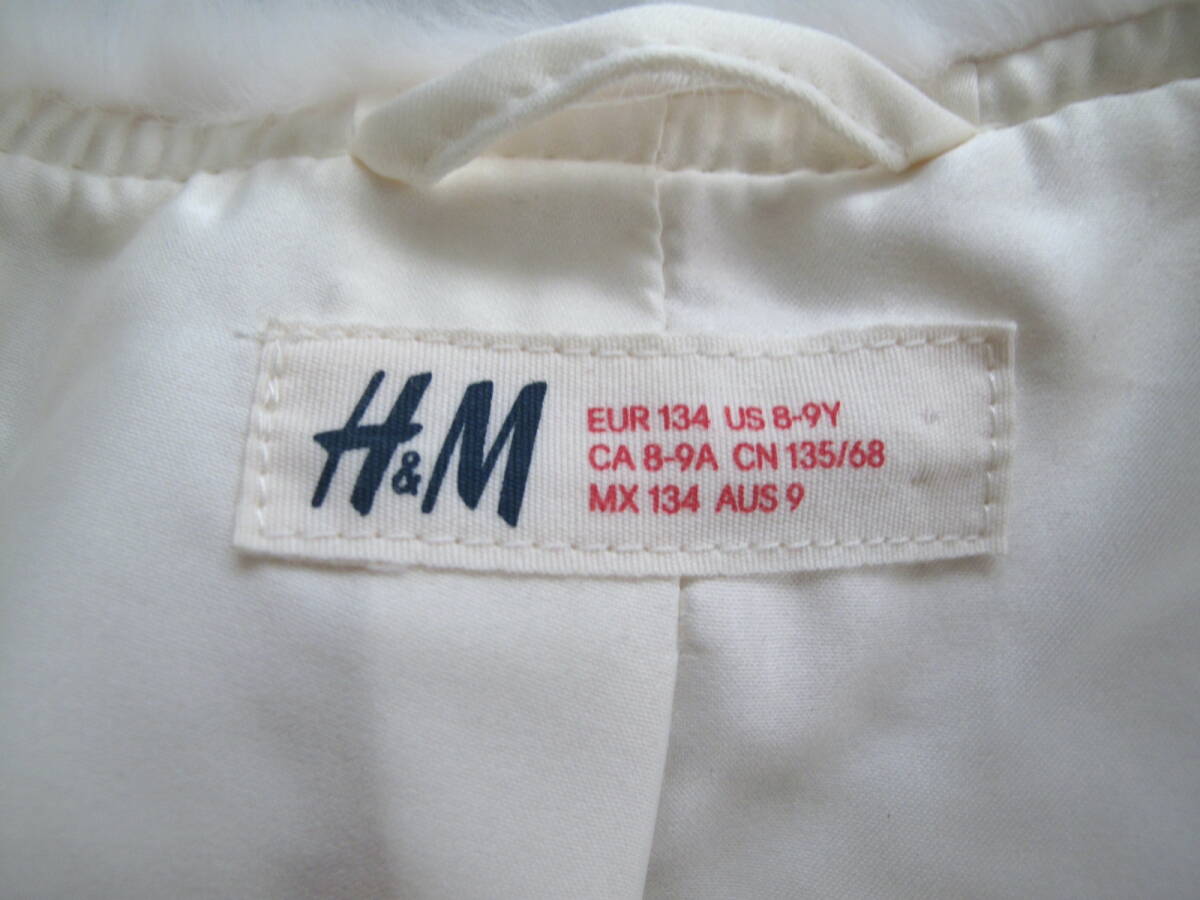 H&M
EUR 134 US 8-9Y
CA 8-9A CN 135/68
MX 134 AUS 9